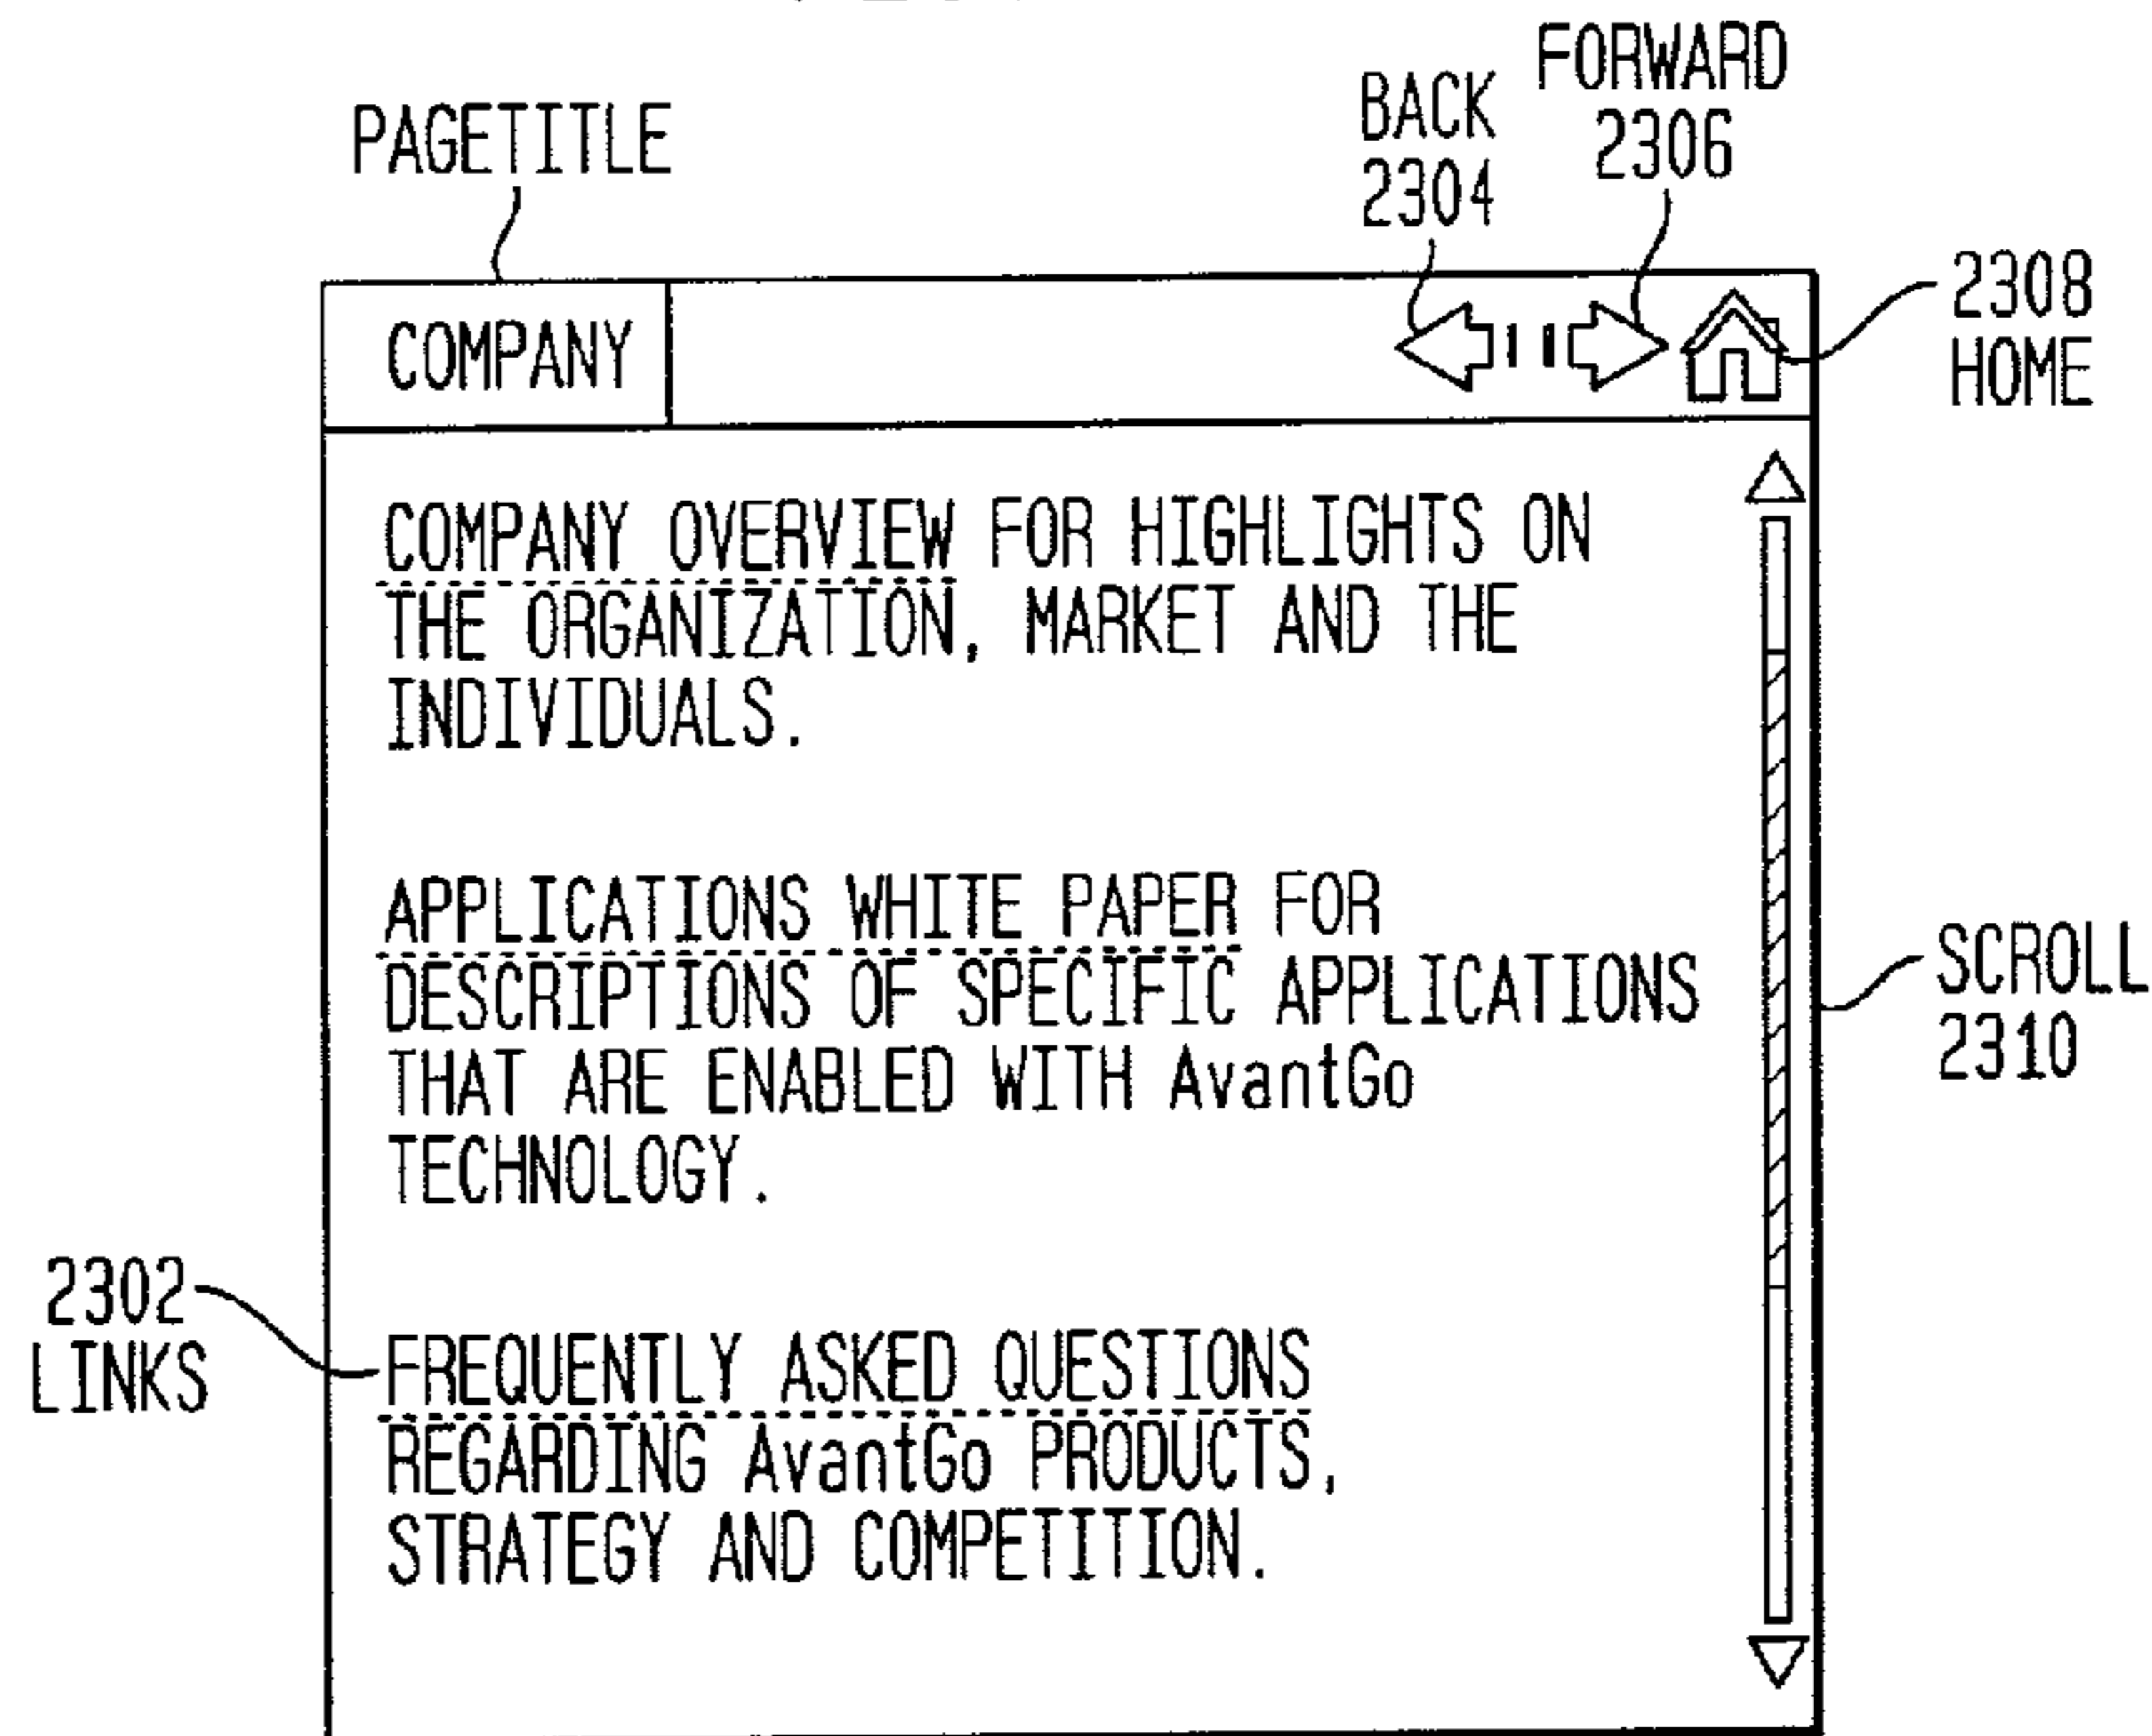 FORWARD
2306
BACK
2304
PAGETITLE
2308
HOME
COMPANY
COMPANY OVERVIEW FOR HIGHLIGHTS ON
THE ORGANIZATION, MARKET AND THE
INDIVIDUALS.
APPLICATIONS WHITE PAPER FOR
DESCRIPTIONS OF SPECIFIC APPLICATIONS
THAT ARE ENABLED WITH AvantGo
TECHNOLOGY.
SCROLL
2310
2302
LINKS
FREQUENTLY ASKED QUESTIONS
REGARDING AvantGo PRODUCTS,
STRATEGY AND COMPETITION.